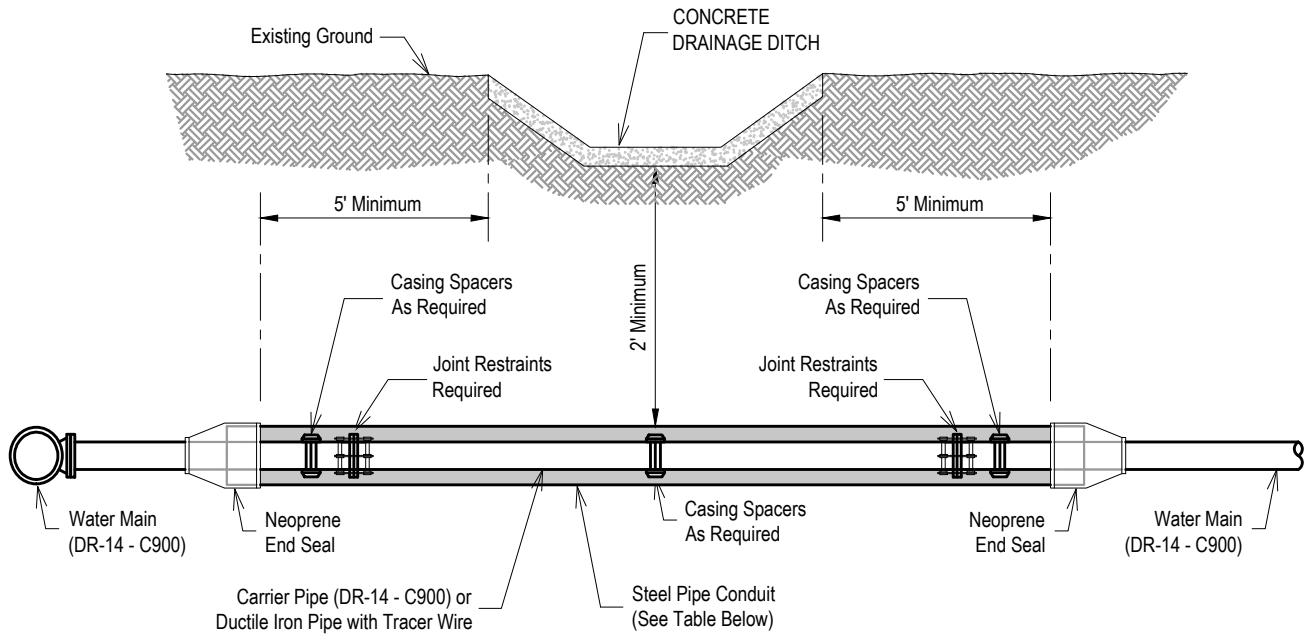 CONCRETE
DRAINAGE DITCH
Existing Ground
5' Minimum
5' Minimum
2' Minimum
Casing Spacers
As Required
Casing Spacers
As Required
Joint Restraints
Required
Joint Restraints
Required
Water Main
(DR-14 - C900)
Neoprene
End Seal
Casing Spacers
As Required
Neoprene
End Seal
Water Main
(DR-14 - C900)
Carrier Pipe (DR-14 - C900) or
Ductile Iron Pipe with Tracer Wire
Steel Pipe Conduit
(See Table Below)